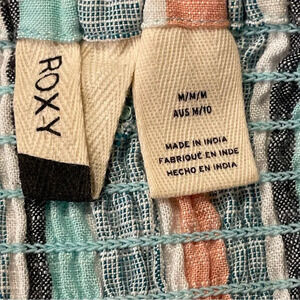 ROXY
M/M/M
AUS M/10
MADE IN INDIA
FABRIQUÉ EN INDE
HECHO EN INDIA